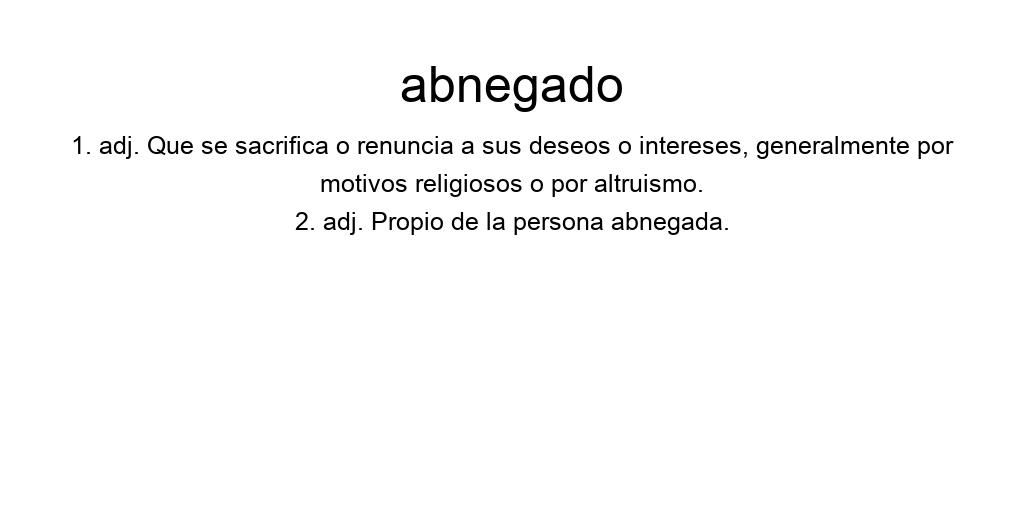 abnegado
1. adj. Que se sacrifica o renuncia a sus deseos o intereses, generalmente por
motivos religiosos o por altruismo.
2. adj. Propio de la persona abnegada.